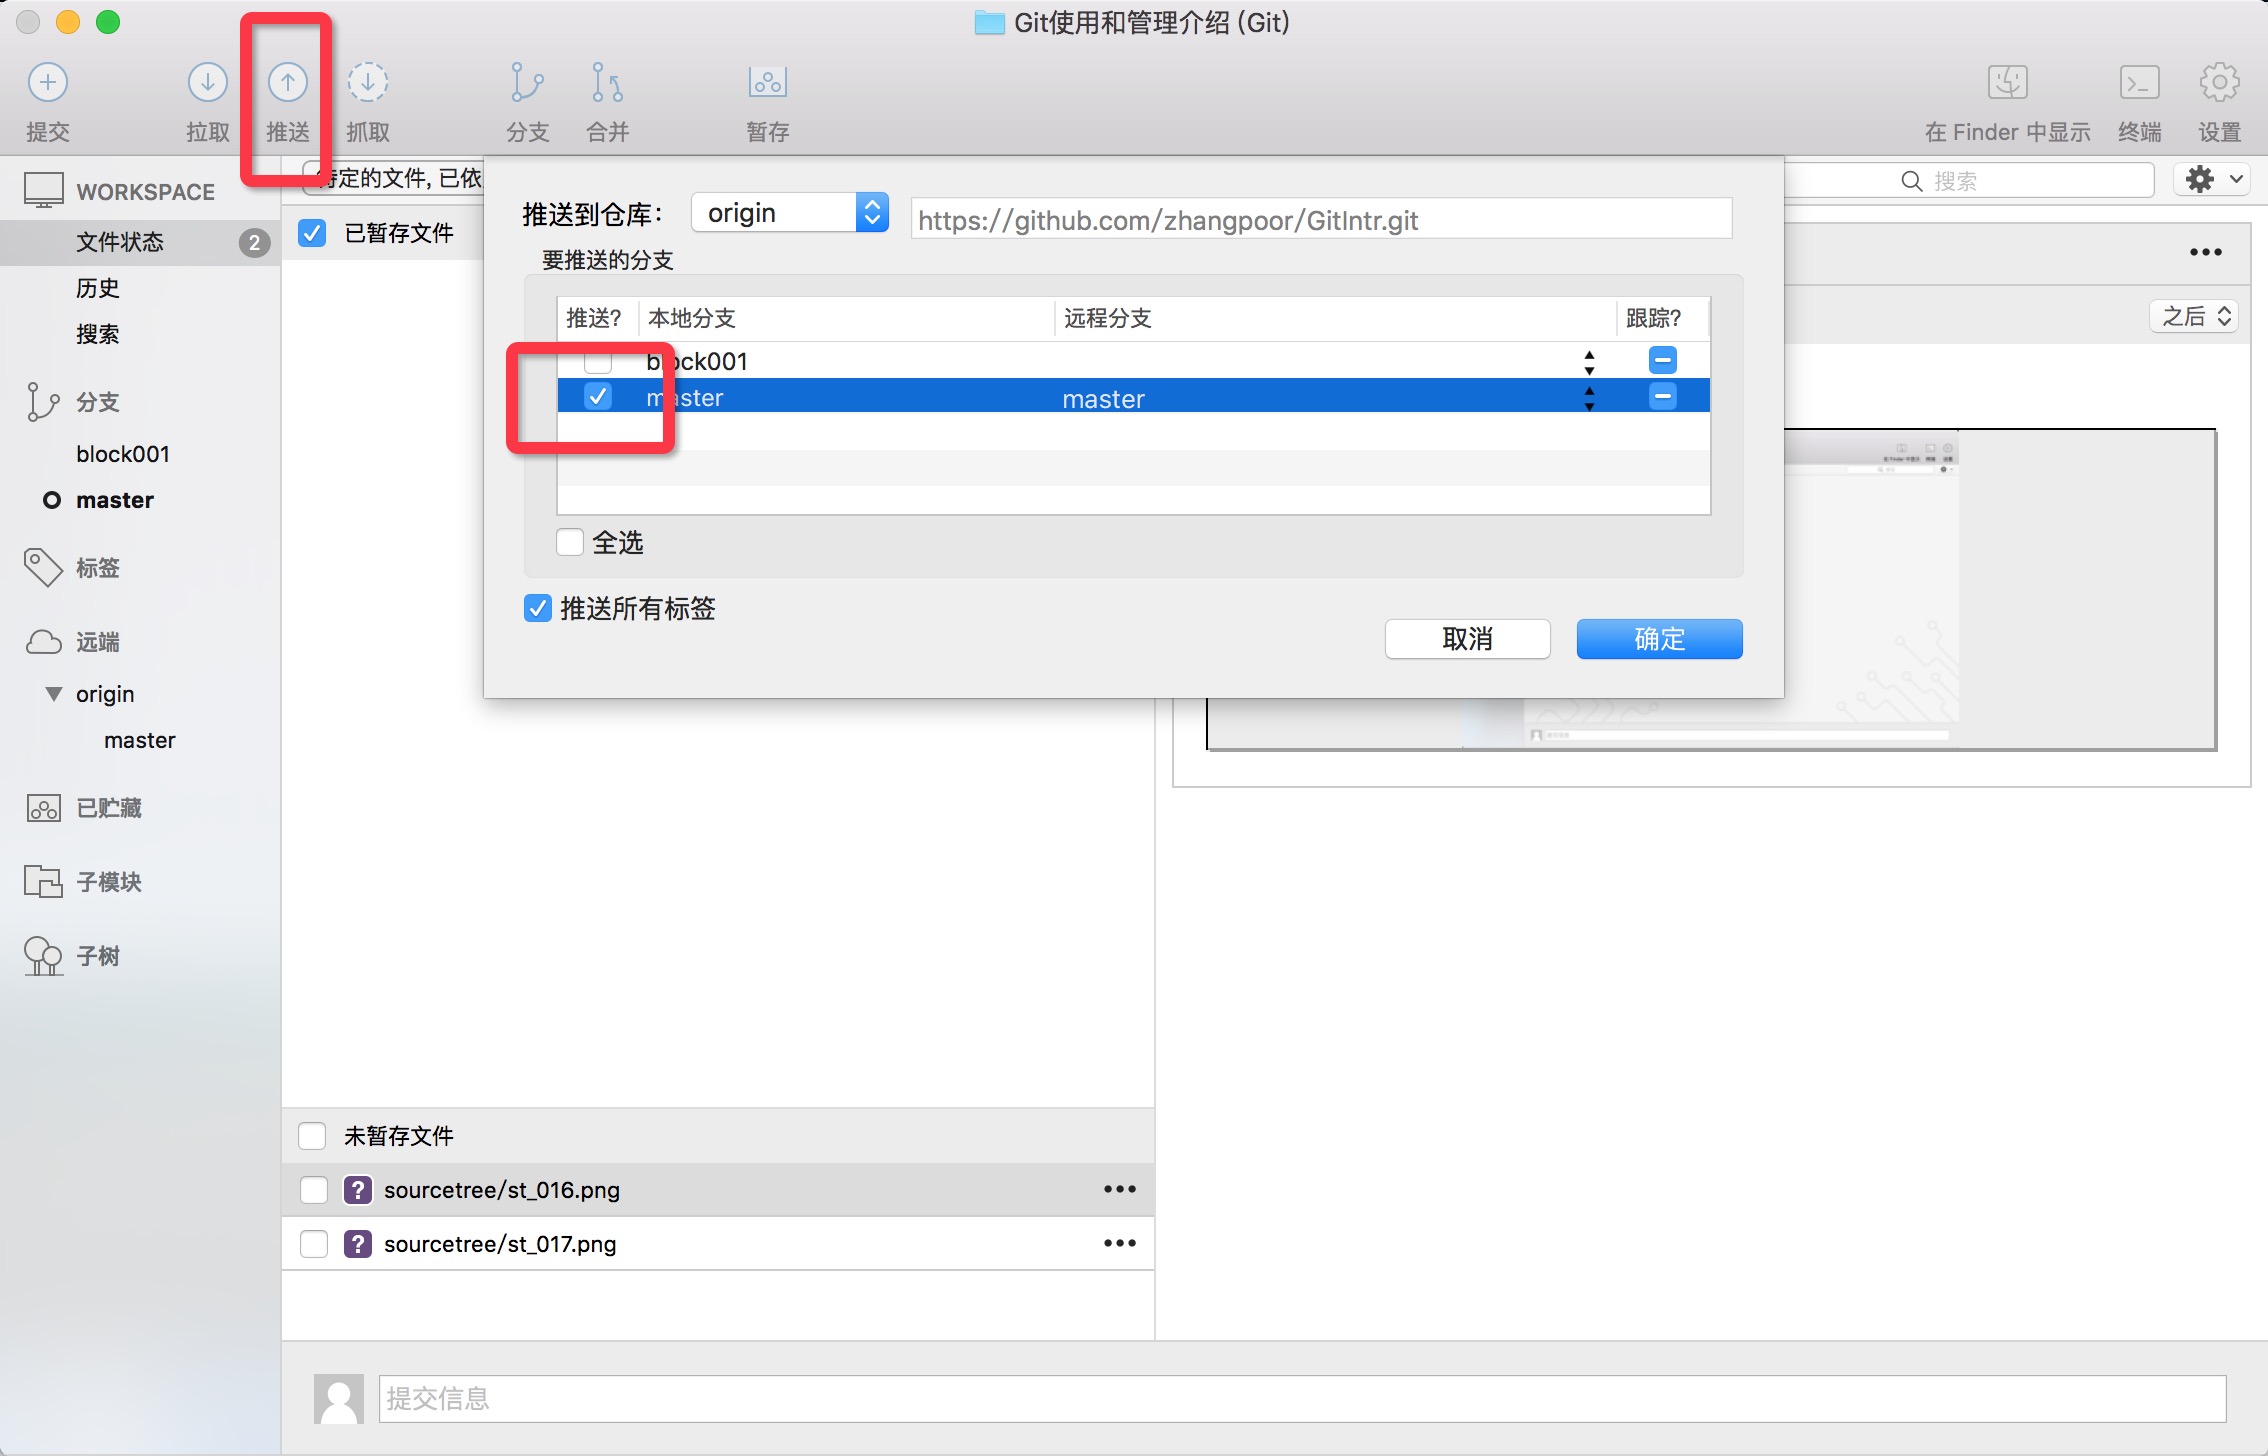 Git使用和管理介绍 (Git)
提交
拉取
推送
抓取
分支
合并
暂存
在 Finder 中显示
终端
设置
WORKSPACE
文件状态
2
历史
搜索
分支
block001
master
标签
远端
origin
master
已贮藏
子模块
子树
定的文件, 已依
搜索
已暂存文件
推送到仓库：
origin
https://github.com/zhangpoor/GitIntr.git
要推送的分支
推送? 本地分支 远程分支 跟踪?
block001
master master
全选
推送所有标签
取消
确定
之后
未暂存文件
? sourcetree/st_016.png
? sourcetree/st_017.png
提交信息